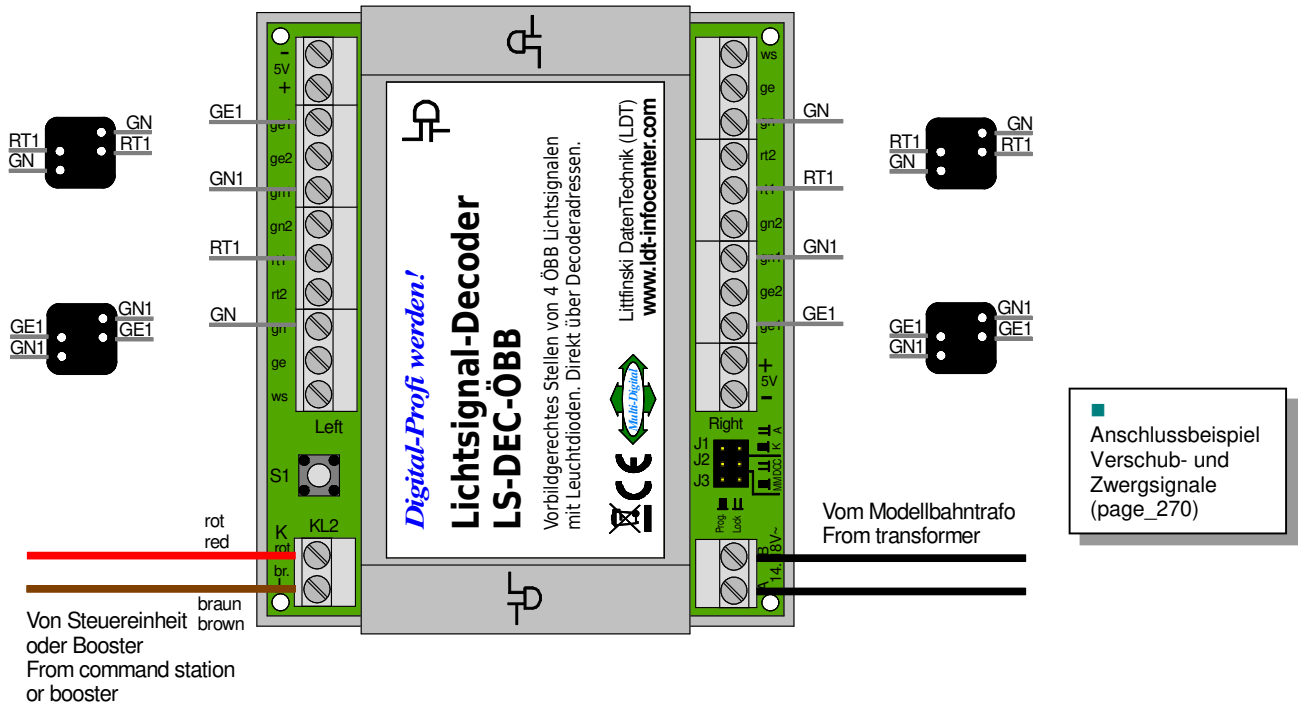 GN
RT1
RT1
GN
GN1
GE1
GE1
GN1
GE1
GN1
RT1
GN
-
5V
+
ge1
ge2
gn1
gn2
rt1
rt2
gn
ge
ws
Left
S1
K
KL2
rot
br.
L
rot
red
braun
brown
Von Steuereinheit
oder Booster
From command station
or booster
Digital-Profi werden!
Lichtsignal-Decoder
LS-DEC-ÖBB
Vorbildgerechtes Stellen von 4 ÖBB Lichtsignalen
mit Leuchtdioden. Direkt über Decoderadressen.
CE
Multi-Digital
Littfinski DatenTechnik (LDT)
www.ldt-infocenter.com
ws
ge
gn
rt2
rt1
gn2
gn1
ge2
ge1
+
5V
-
Right
J1
J2
J3
A
K
DCC
MM
Prog.
Lock
B
A
GN
RT1
GN1
GE1
Vom Modellbahntrafo
From transformer
GN
RT1
RT1
GN
GN1
GE1
GE1
GN1
■
Anschlussbeispiel
Verschub- und
Zwergsignale
(page_270)